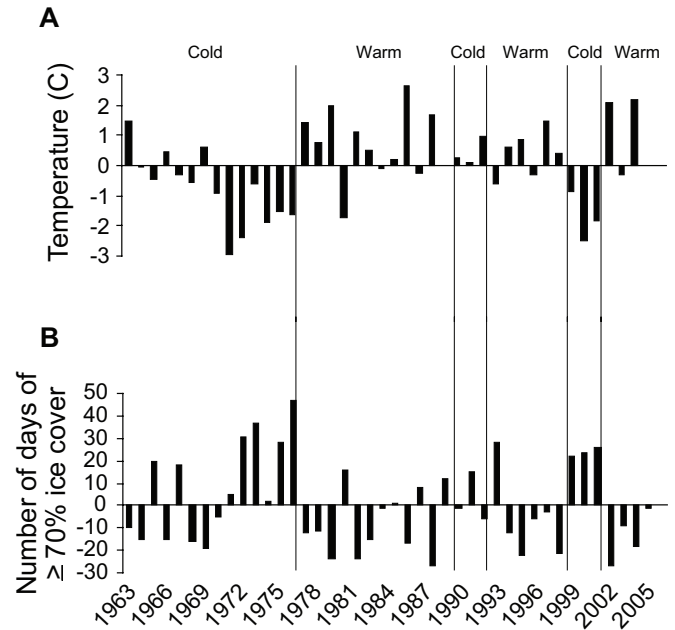 A
Cold Warm Cold Warm Cold Warm
Temperature (C)
3
2
1
0
-1
-2
-3
B
Number of days of
≥ 70% ice cover
50
40
30
20
10
0
-10
-20
-30
1963 1966 1969 1972 1975 1978 1981 1984 1987 1990 1993 1996 1999 2002 2005